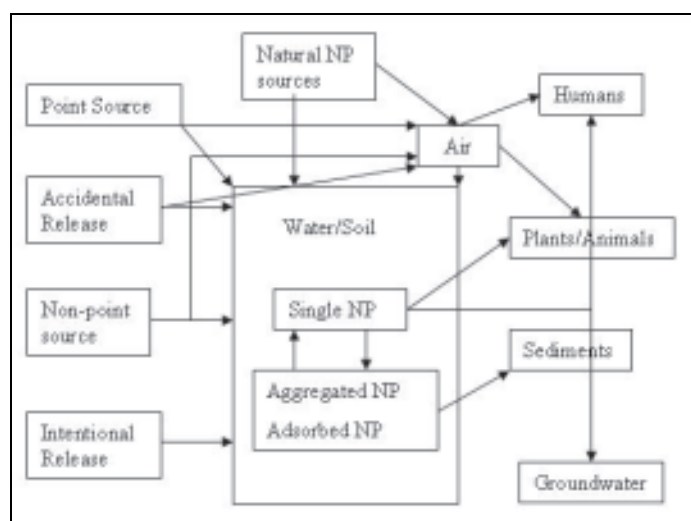 Natural NP
sources
Point Source
Humans
Air
Accidental
Release
Water/Soil
Plants/Animals
Non-point
source
Single NP
Sediments
Aggregated NP
Adsorbed NP
Intentional
Release
Groundwater